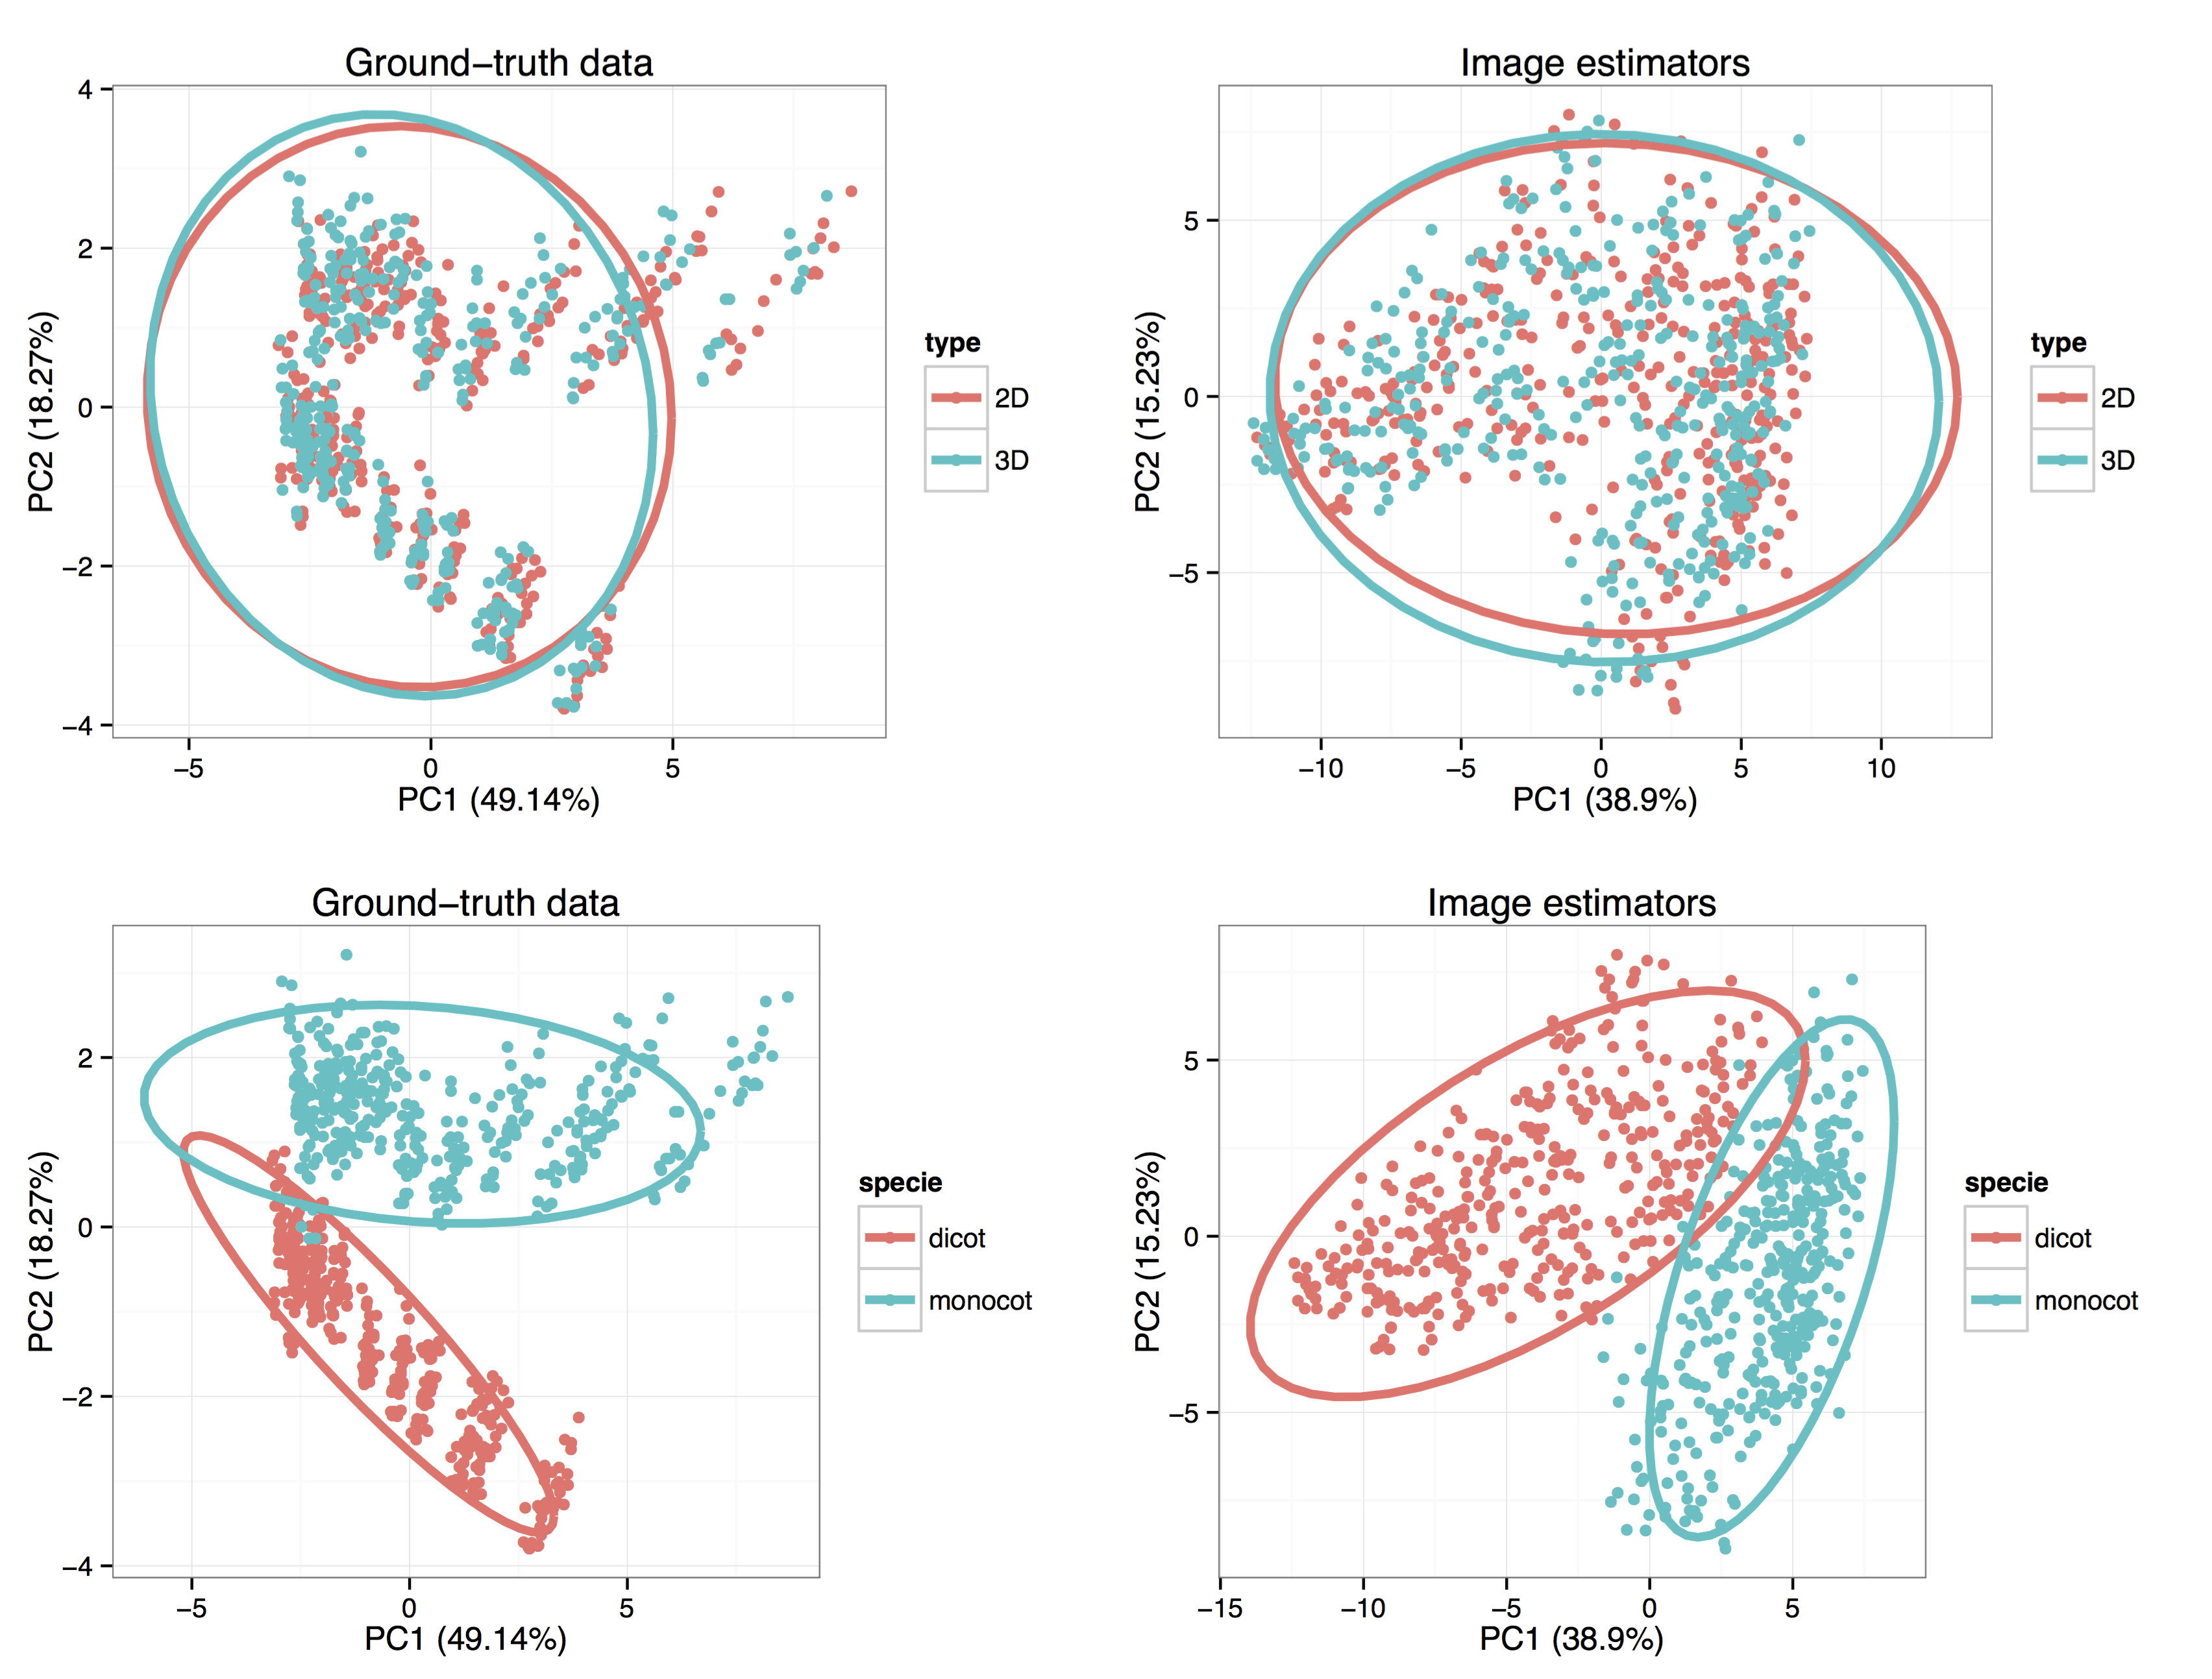 Ground−truth data
4
2
0
−2
−4
PC2 (18.27%)
−5 0 5
PC1 (49.14%)
type
2D
3D
Image estimators
5
0
−5
PC2 (15.23%)
−10 −5 0 5 10
PC1 (38.9%)
type
2D
3D
Ground−truth data
2
0
−2
−4
PC2 (18.27%)
−5 0 5
PC1 (49.14%)
specie
dicot
monocot
Image estimators
5
0
−5
PC2 (15.23%)
−15 −10 −5 0 5
PC1 (38.9%)
specie
dicot
monocot